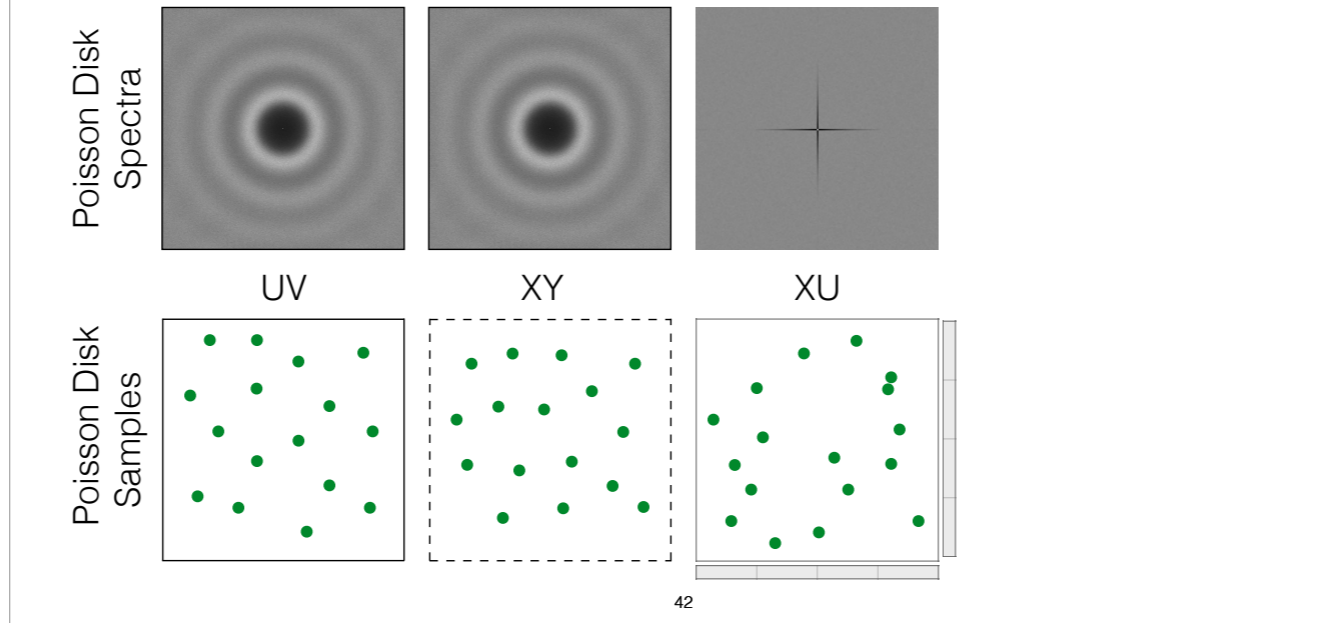 Poisson Disk
Spectra
UV
XY
XU
Poisson Disk
Samples
42